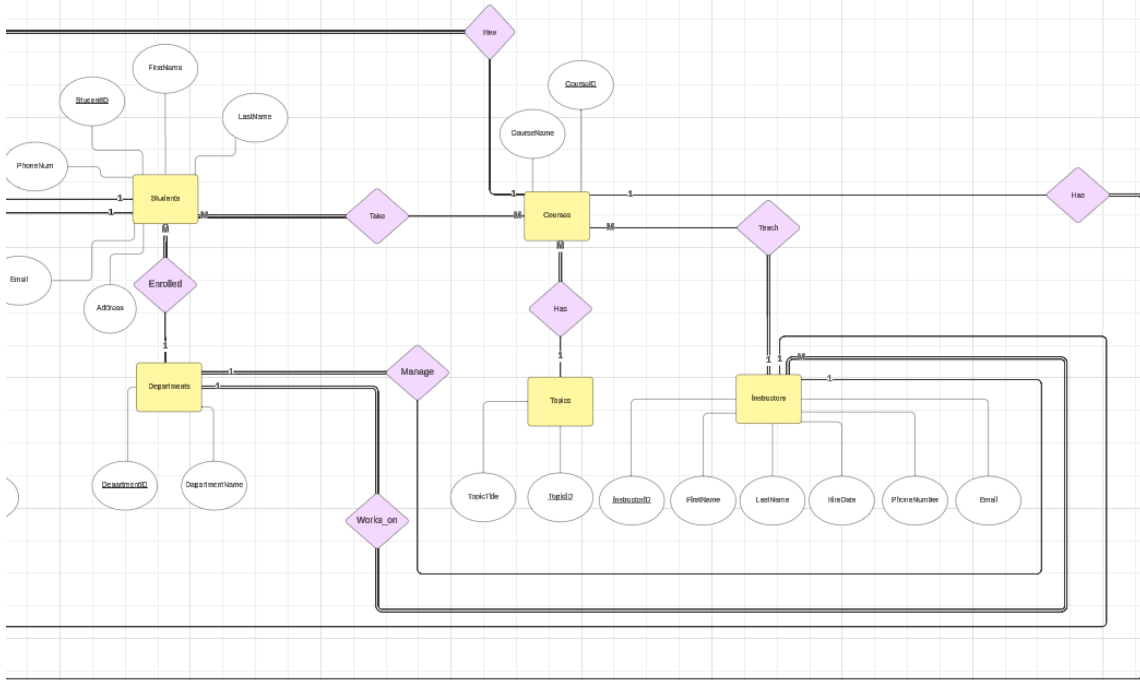 Has
FirstName
CourseID
StudentID
LastName
CourseName
PhoneNum
Students
1
1
M
Take
M
Courses
1
1
Has
M
Teach
M
M
Email
Enrolled
Address
Has
1
1
1
1
M
Departments
1
1
Manage
Topics
Instructors
1
DepartmentID
DepartmentName
TopicTitle
TopicID
InstructorID
FirstName
LastName
HireDate
PhoneNumber
Email
Works_on